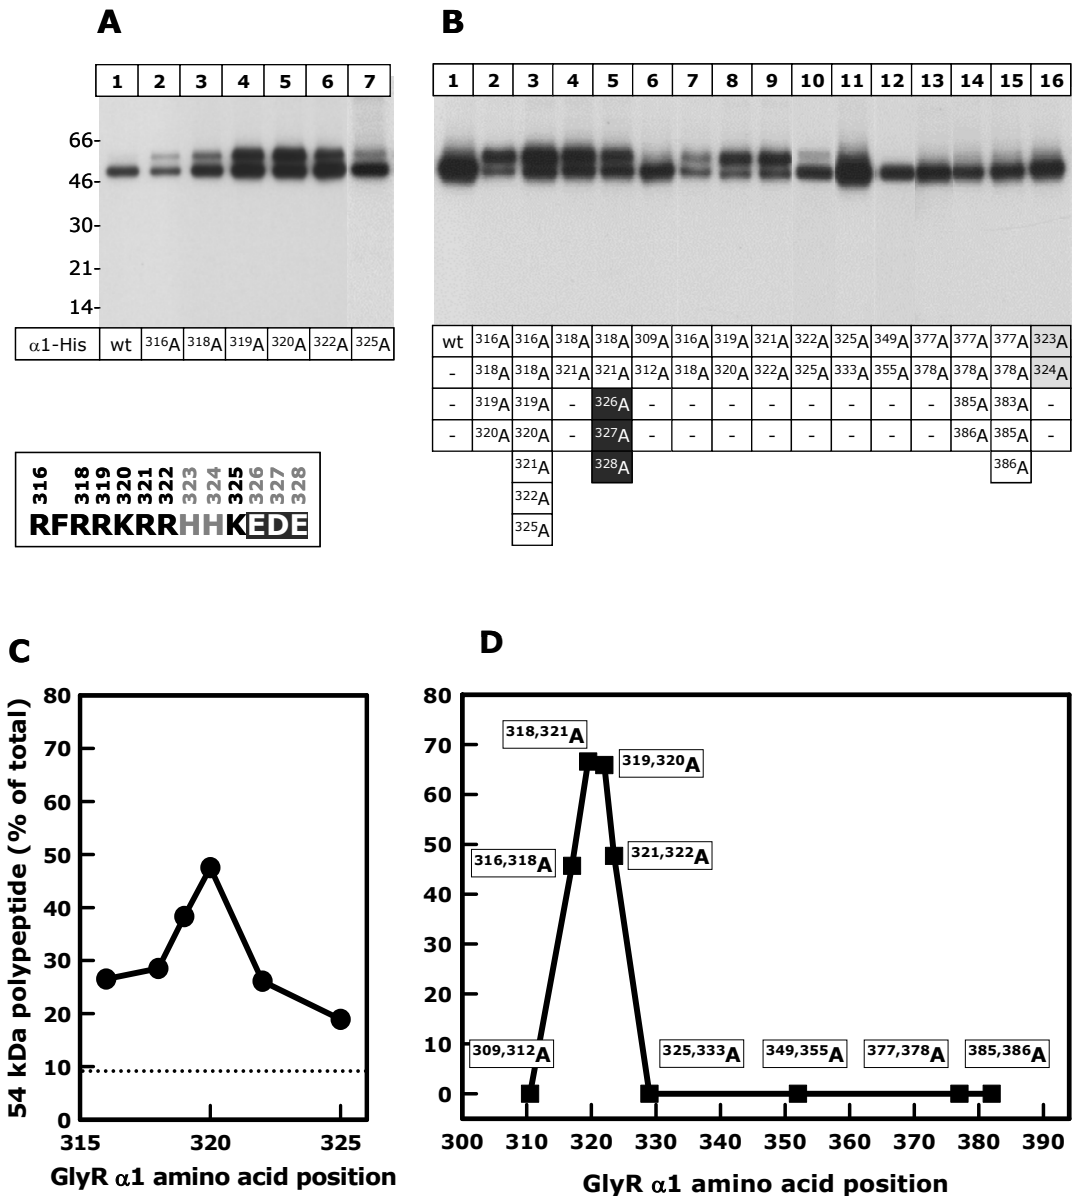 A
1 2 3 4 5 6 7
66-
46-
30-
21-
14-
α1-His wt ³¹⁶A ³¹⁸A ³¹⁹A ³²⁰A ³²²A ³²⁵A
316 318 319 320 321 322 323 324 325 326 327 328
RFRRKRRHHKEDE
B
1 2 3 4 5 6 7 8 9 10 11 12 13 14 15 16
wt ³¹⁶A ³¹⁶A ³¹⁸A ³¹⁸A ³⁰⁹A ³¹⁶A ³¹⁹A ³²¹A ³²²A ³²⁵A ³⁴⁹A ³⁷⁷A ³⁷⁷A ³⁷⁷A ³²³A
- ³¹⁸A ³¹⁸A ³²¹A ³²¹A ³¹²A ³¹⁸A ³²⁰A ³²²A ³²⁵A ³³³A ³⁵⁵A ³⁷⁸A ³⁷⁸A ³⁷⁸A ³²⁴A
- ³¹⁹A ³¹⁹A - ³²⁶A - - - - - - - - ³⁸⁵A ³⁸³A -
- ³²⁰A ³²⁰A - ³²⁷A - - - - - - - - ³⁸⁶A ³⁸⁵A -
³²¹A ³²⁸A ³⁸⁶A
³²²A
³²⁵A
C
54 kDa polypeptide (% of total)
80
70
60
50
40
30
20
10
0
315 320 325
GlyR α1 amino acid position
D
80
70
60
50
40
30
20
10
0
³¹⁸,³²¹A
³¹⁹,³²⁰A
³¹⁶,³¹⁸A
³²¹,³²²A
³⁰⁹,³¹²A
³²⁵,³³³A
³⁴⁹,³⁵⁵A
³⁷⁷,³⁷⁸A
³⁸⁵,³⁸⁶A
300 310 320 330 340 350 360 370 380 390
GlyR α1 amino acid position